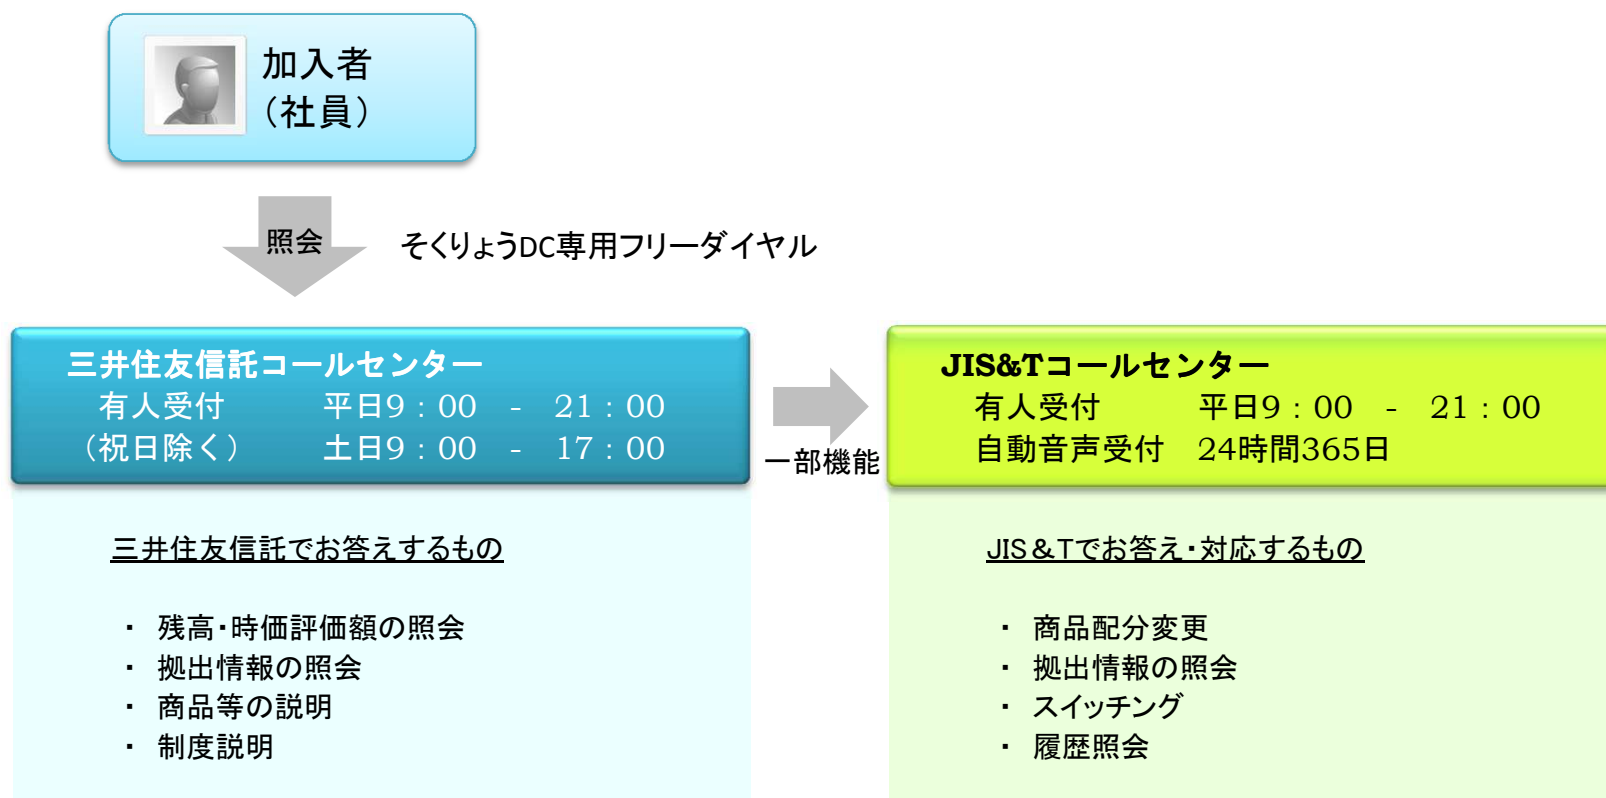 加入者
（社員）
照会
そくりょうDC専用フリーダイヤル
三井住友信託コールセンター
有人受付　　　平日9：00　-　21：00
（祝日除く）　　土日9：00　-　17：00
一部機能
JIS&Tコールセンター
有人受付　　　平日9：00　-　21：00
自動音声受付　24時間365日
三井住友信託でお答えするもの
・ 残高・時価評価額の照会
・ 拠出情報の照会
・ 商品等の説明
・ 制度説明
JIS＆Tでお答え・対応するもの
・ 商品配分変更
・ 拠出情報の照会
・ スイッチング
・ 履歴照会